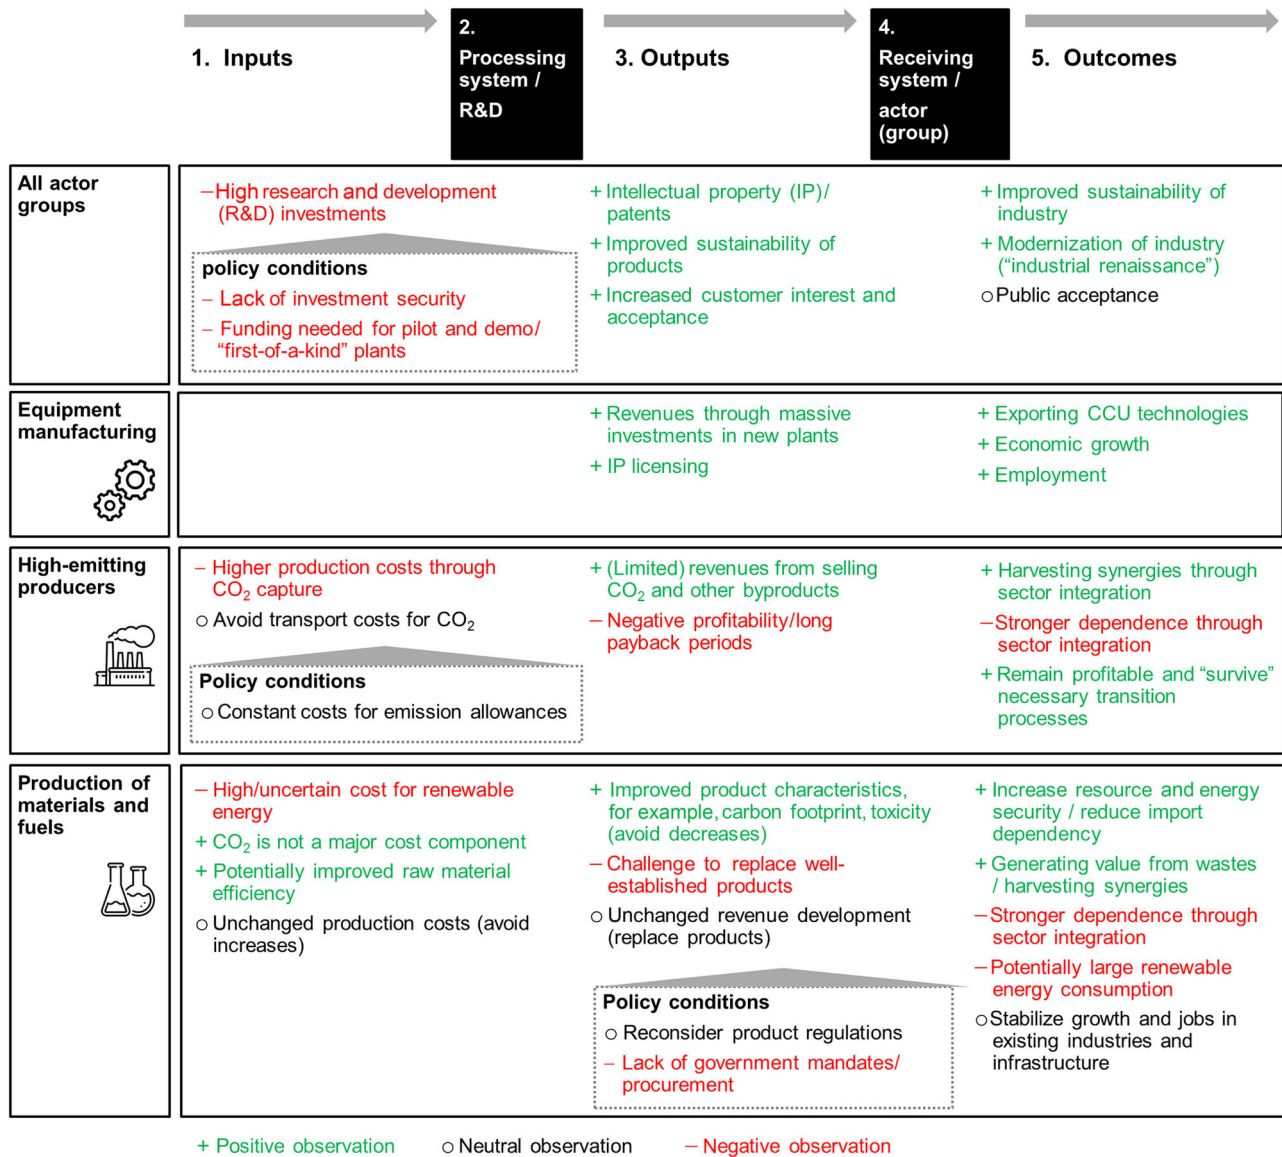 1. Inputs
2.
Processing
system /
R&D
3. Outputs
4.
Receiving
system /
actor
(group)
5. Outcomes
All actor
groups
– High research and development
(R&D) investments
policy conditions
– Lack of investment security
– Funding needed for pilot and demo/
“first-of-a-kind” plants
+ Intellectual property (IP)/
patents
+ Improved sustainability of
products
+ Increased customer interest and
acceptance
+ Improved sustainability of
industry
+ Modernization of industry
(“industrial renaissance”)
○ Public acceptance
Equipment
manufacturing
+ Revenues through massive
investments in new plants
+ IP licensing
+ Exporting CCU technologies
+ Economic growth
+ Employment
High-emitting
producers
– Higher production costs through
CO₂ capture
○ Avoid transport costs for CO₂
Policy conditions
○ Constant costs for emission allowances
+ (Limited) revenues from selling
CO₂ and other byproducts
– Negative profitability/long
payback periods
+ Harvesting synergies through
sector integration
– Stronger dependence through
sector integration
+ Remain profitable and “survive”
necessary transition
processes
Production of
materials and
fuels
– High/uncertain cost for renewable
energy
+ CO₂ is not a major cost component
+ Potentially improved raw material
efficiency
○ Unchanged production costs (avoid
increases)
+ Improved product characteristics,
for example, carbon footprint, toxicity
(avoid decreases)
– Challenge to replace well-
established products
○ Unchanged revenue development
(replace products)
Policy conditions
○ Reconsider product regulations
– Lack of government mandates/
procurement
+ Increase resource and energy
security / reduce import
dependency
+ Generating value from wastes
/ harvesting synergies
– Stronger dependence through
sector integration
– Potentially large renewable
energy consumption
○ Stabilize growth and jobs in
existing industries and
infrastructure
+ Positive observation
○ Neutral observation
– Negative observation